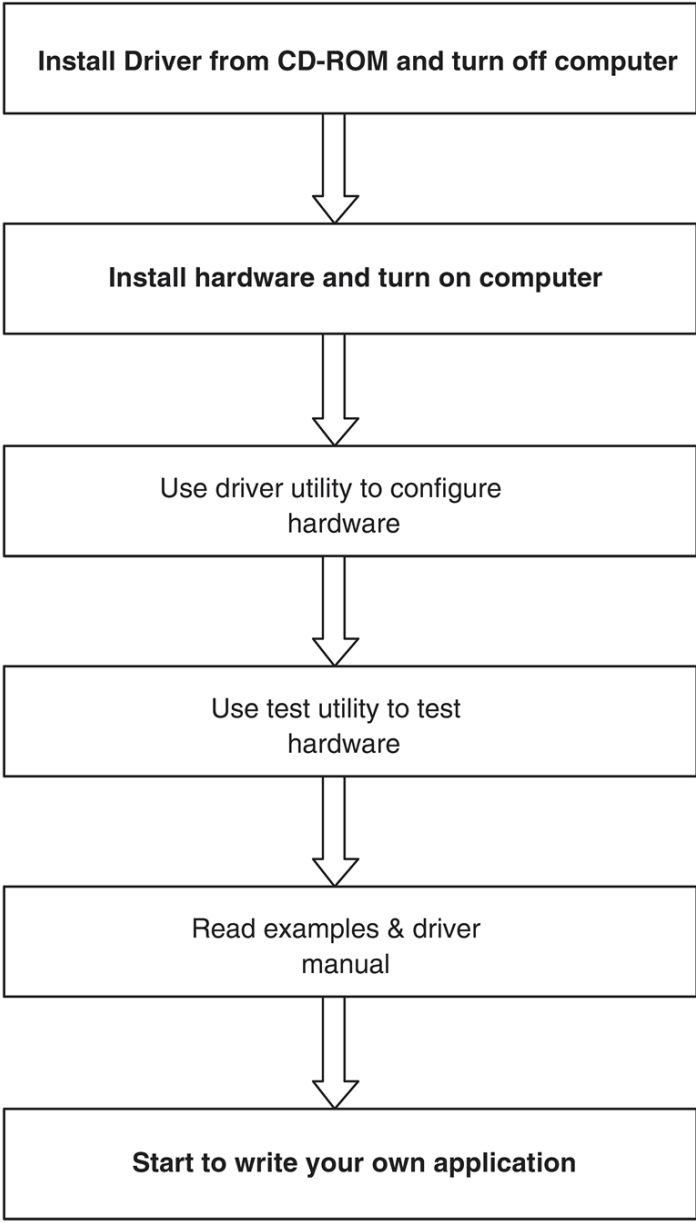 Install Driver from CD-ROM and turn off computer
Install hardware and turn on computer
Use driver utility to configure
hardware
Use test utility to test
hardware
Read examples & driver
manual
Start to write your own application